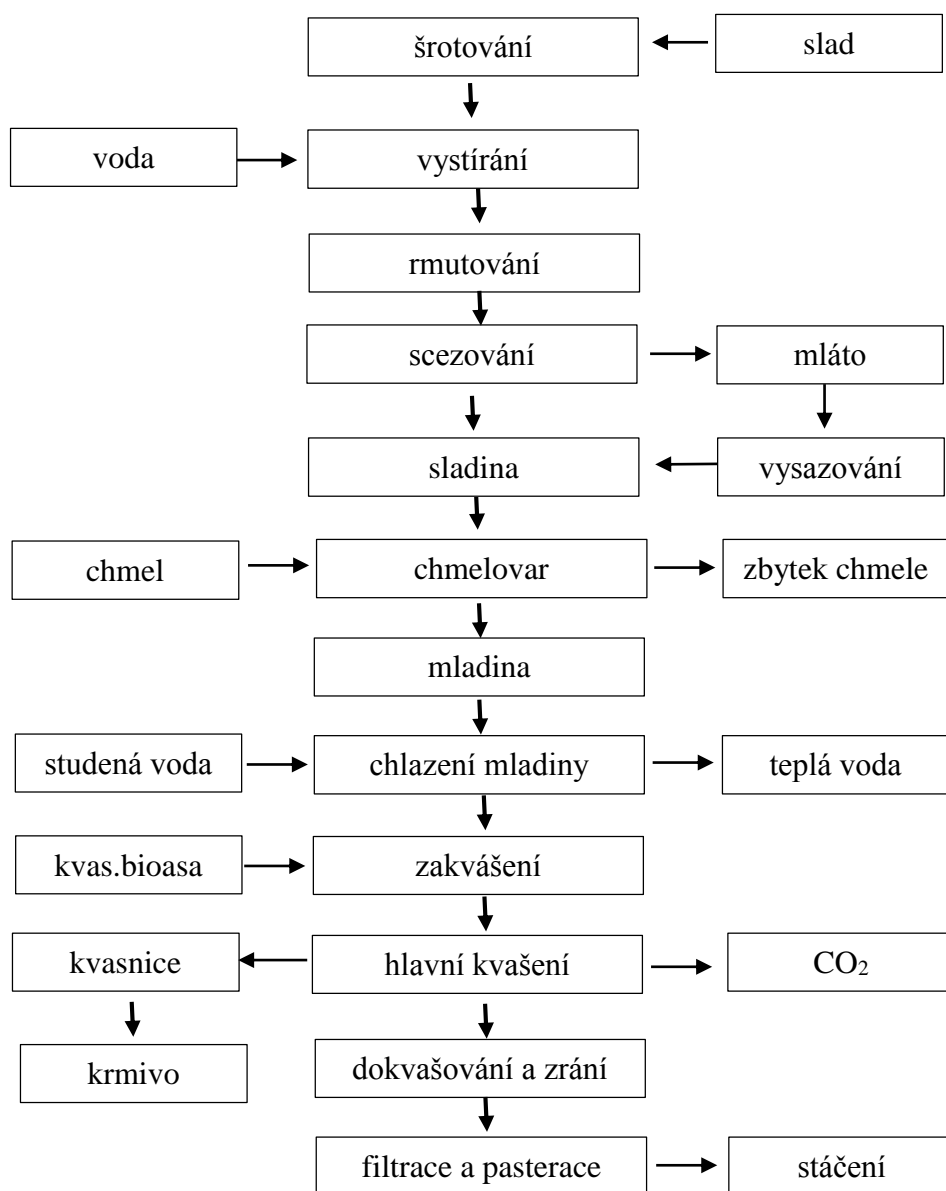 šrotování
slad
voda
vystírání
rmutování
scezování
mláto
sladina
vysazování
chmel
chmelovar
zbytek chmele
mladina
studená voda
chlazení mladiny
teplá voda
kvas.bioasa
zakvášení
kvasnice
hlavní kvašení
CO₂
krmivo
dokvašování a zrání
filtrace a pasterace
stáčení